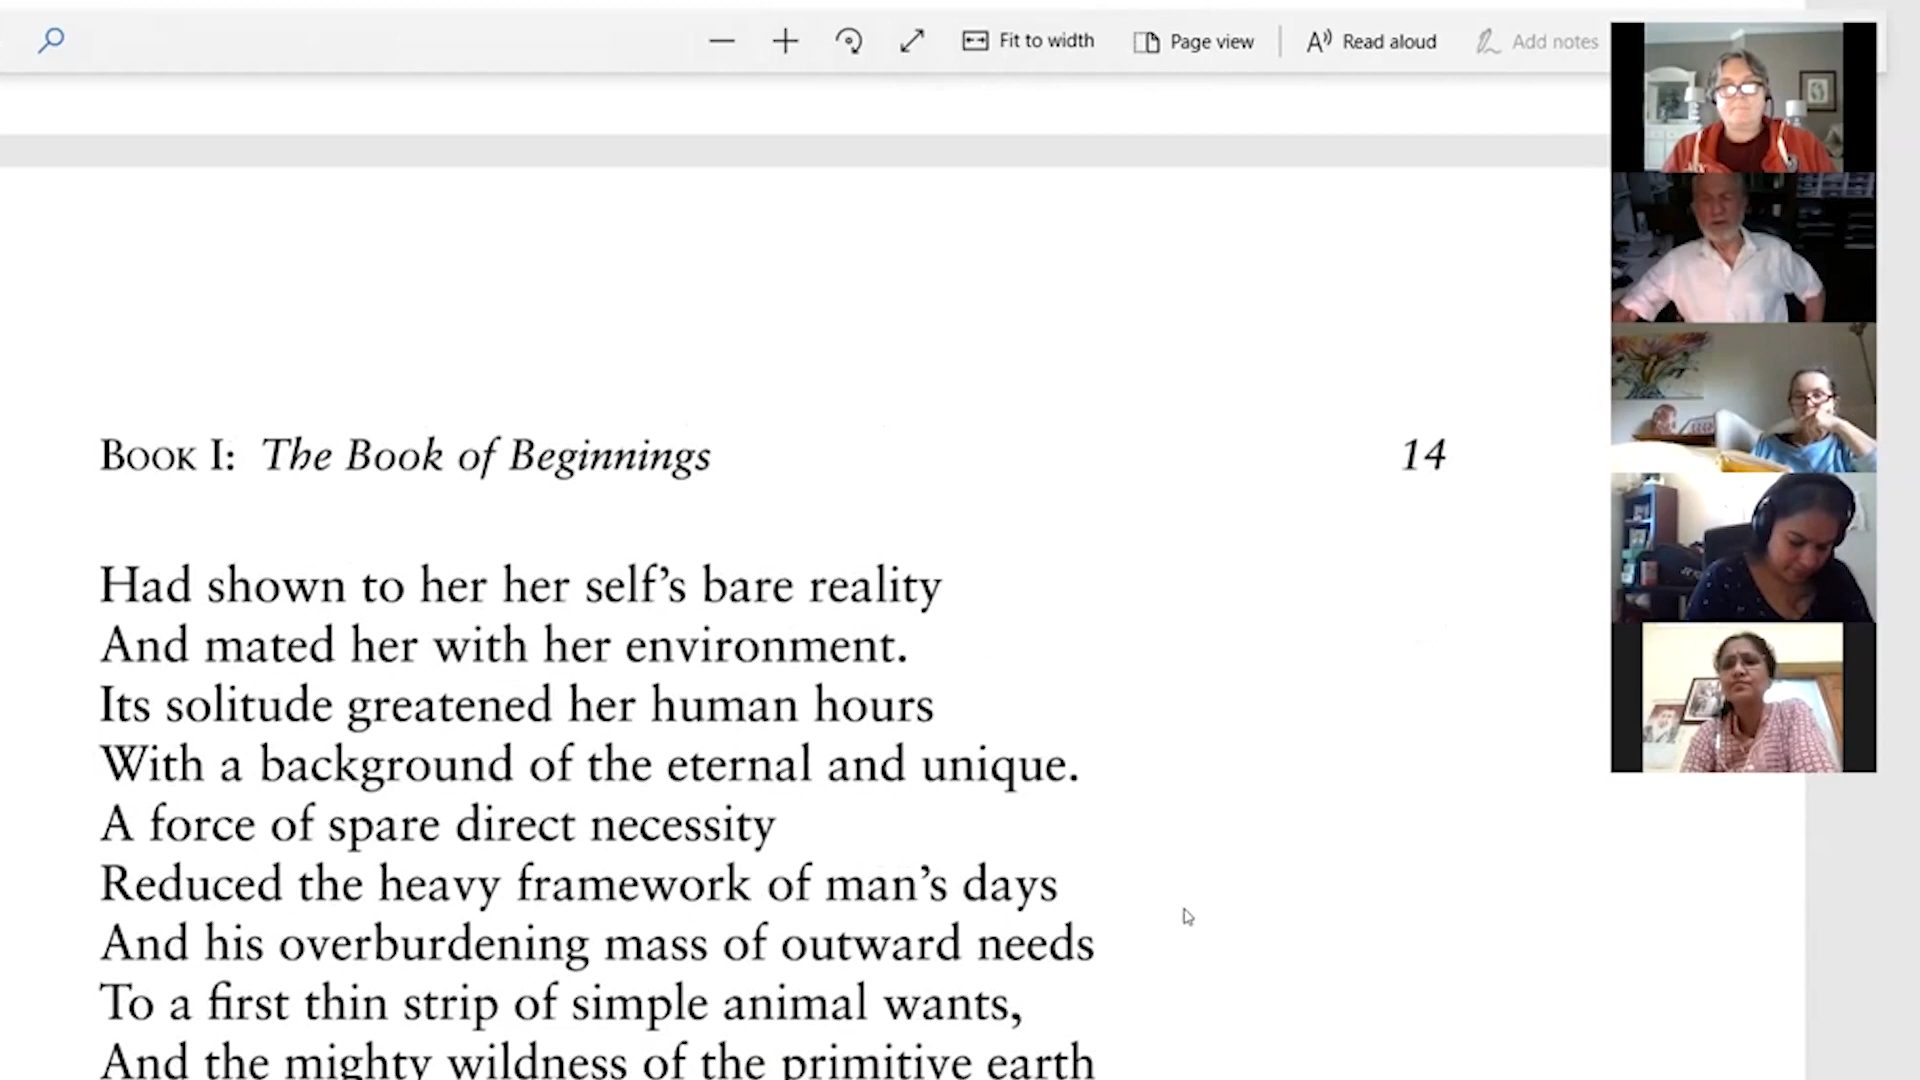 Fit to width Page view Read aloud Add notes
BOOK I: The Book of Beginnings 14
Had shown to her her self’s bare reality
And mated her with her environment.
Its solitude greatened her human hours
With a background of the eternal and unique.
A force of spare direct necessity
Reduced the heavy framework of man’s days
And his overburdening mass of outward needs
To a first thin strip of simple animal wants,
And the mighty wildness of the primitive earth